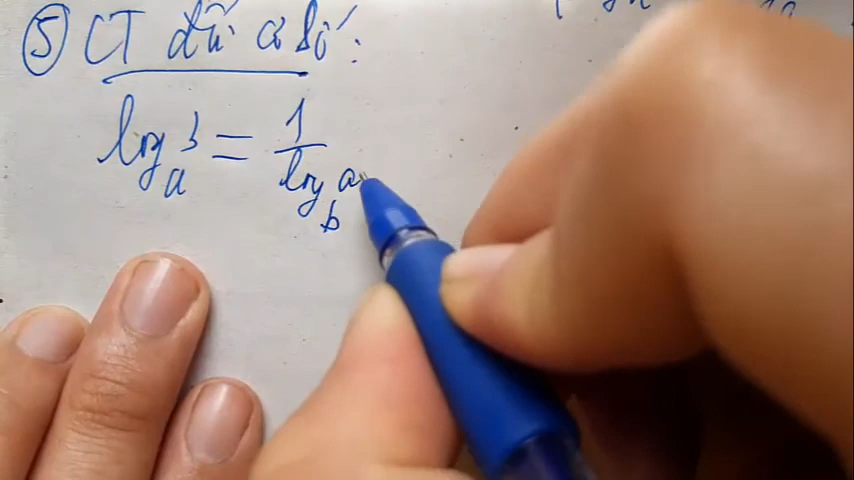 ⑤ CT đổi cơ số:
log_a b = 1/log_b a